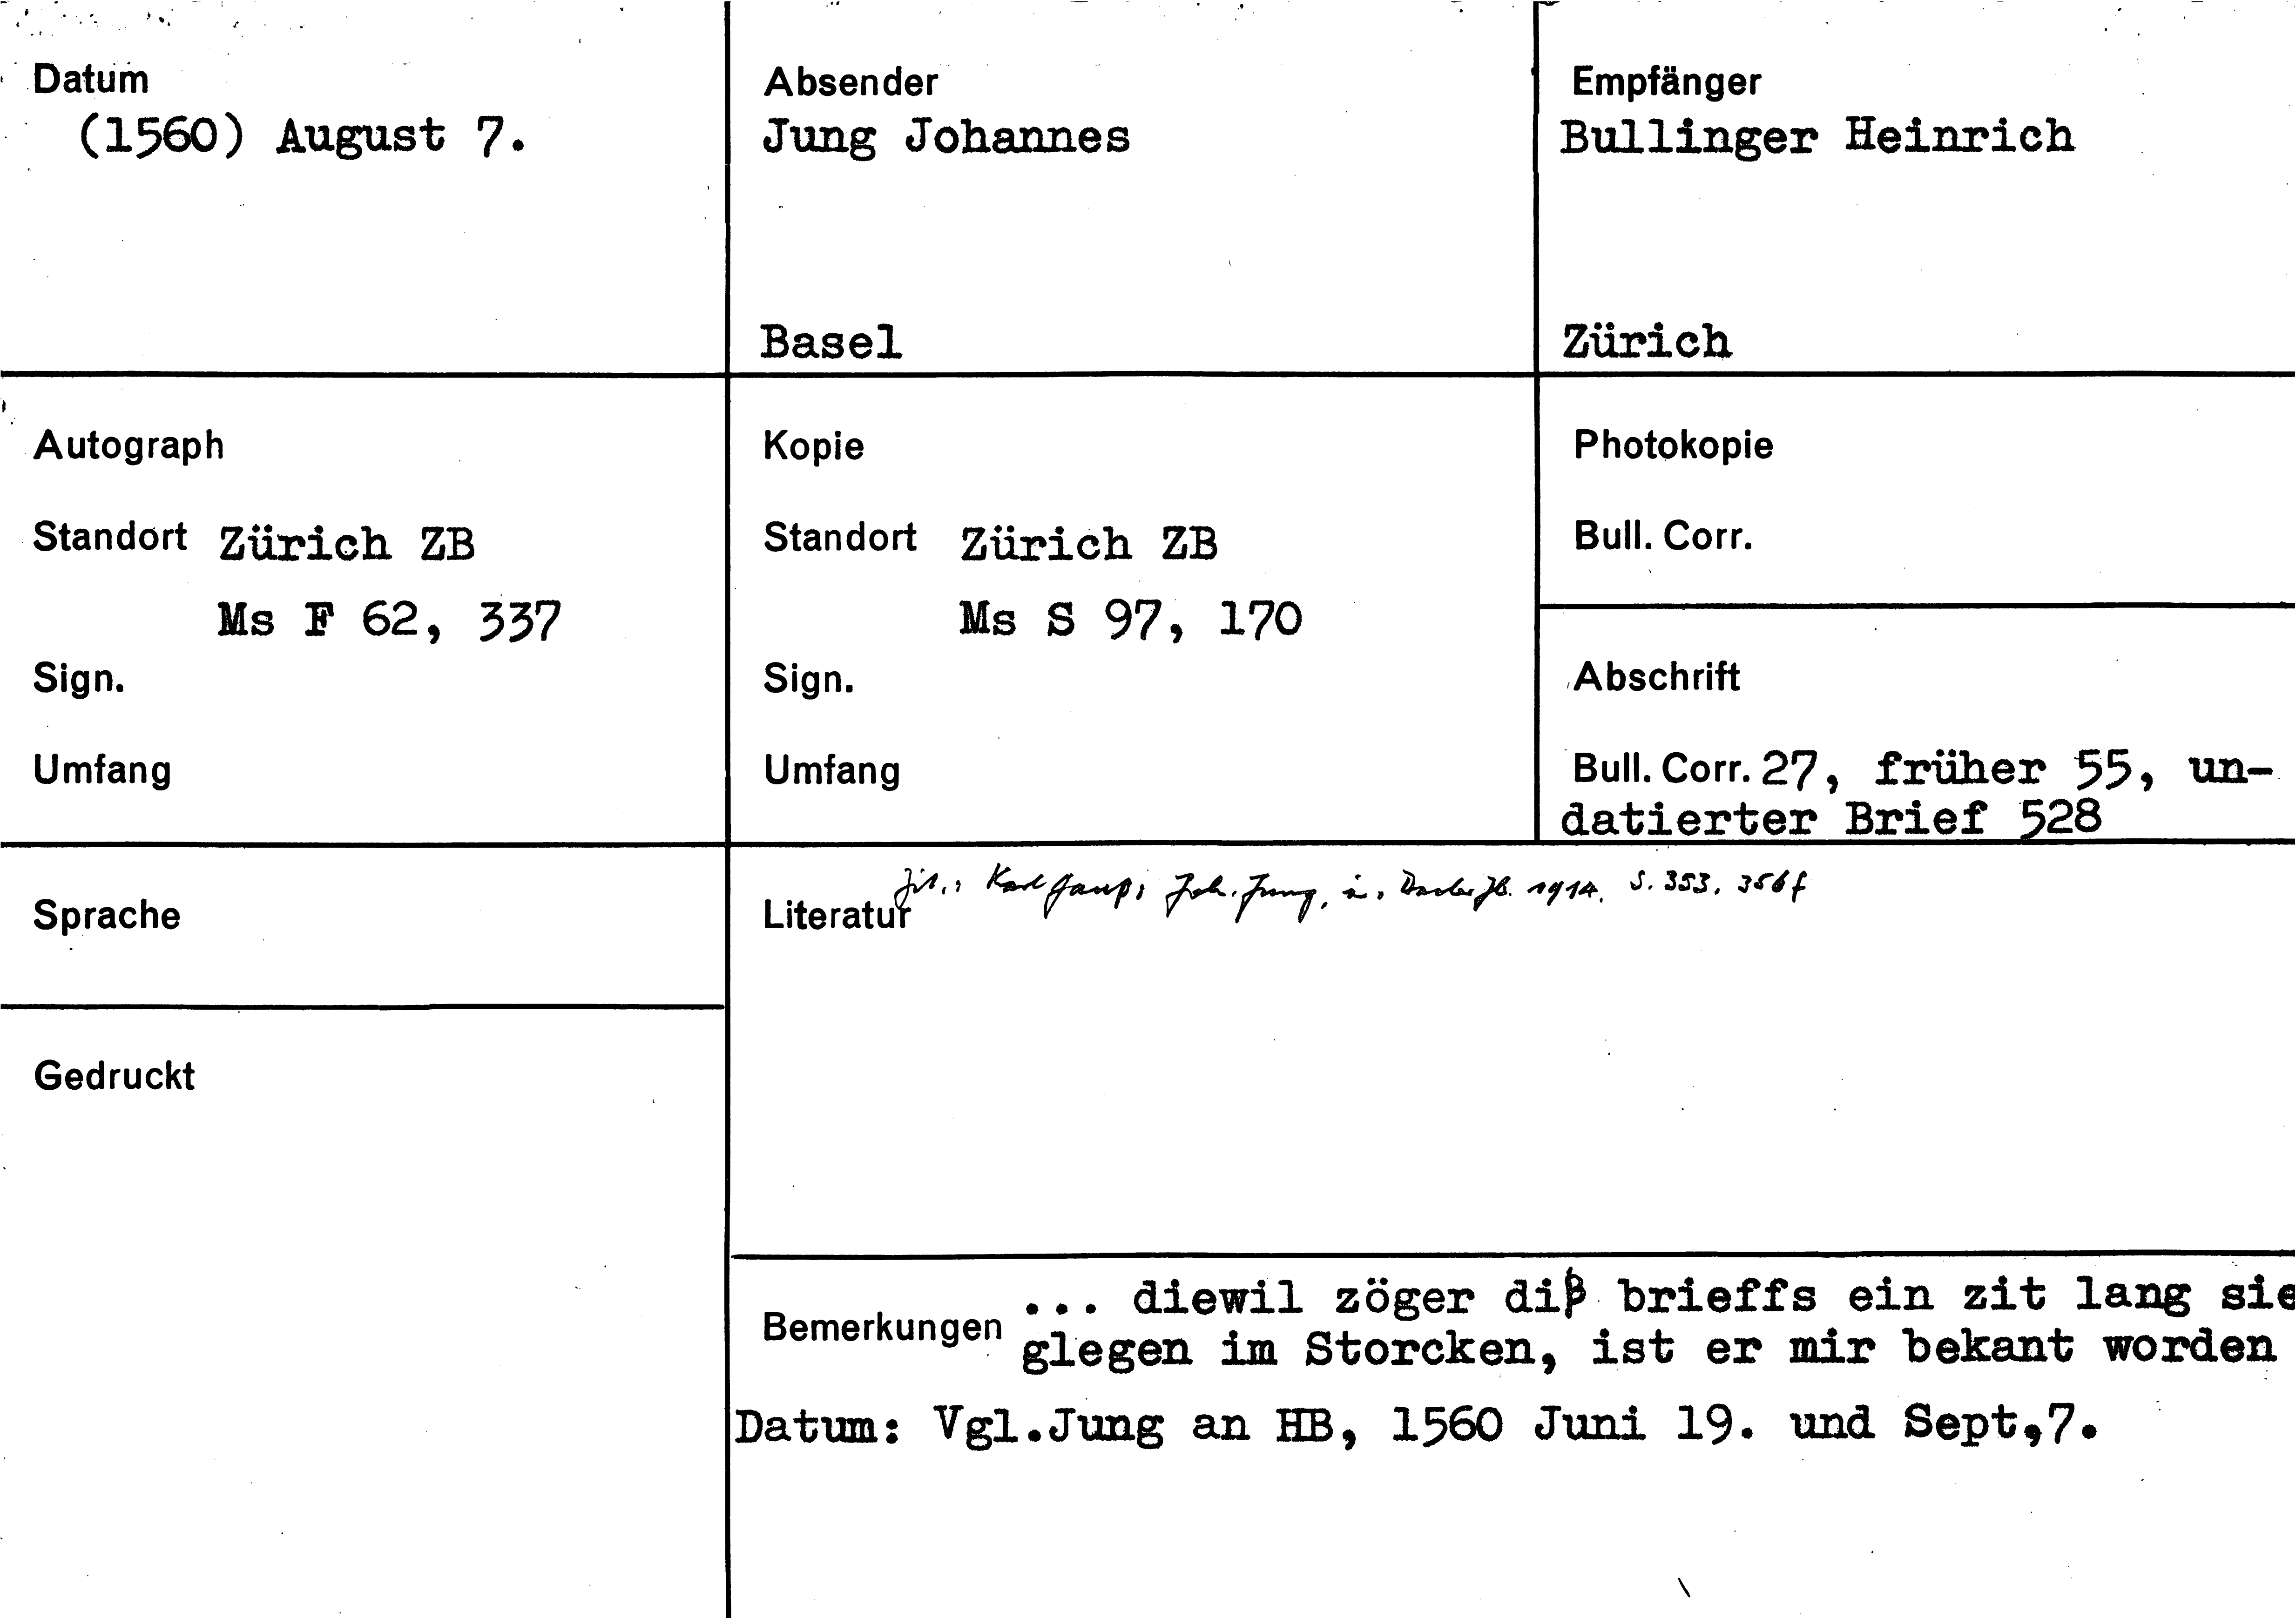 Datum
(1560) August 7.
Absender
Jung Johannes
Basel
Empfänger
Bullinger Heinrich
Zürich
Autograph
Standort Zürich ZB
Ms F 62, 337
Sign.
Umfang
Kopie
Standort Zürich ZB
Ms S 97, 170
Sign.
Umfang
Photokopie
Bull. Corr.
Abschrift
Bull. Corr. 27, früher 55, un-
datierter Brief 528
Sprache
Gedruckt
Zit.: Karl Gauß: Joh. Jung, in: Basler Jb. 1914, S. 353, 356f
Literatur
Bemerkungen
... diewil zöger diß brieffs ein zit lang sie
glegen im Storcken, ist er mir bekant worden
Datum: Vgl.Jung an HB, 1560 Juni 19. und Sept,7.